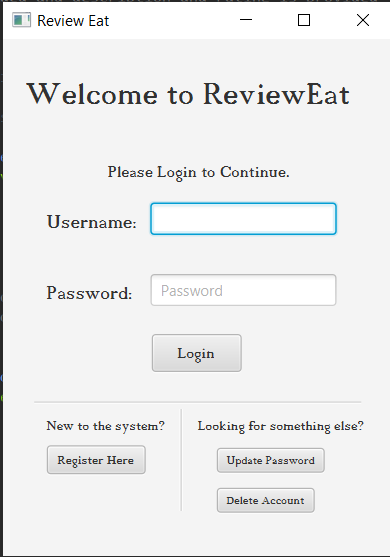 Review Eat
Welcome to ReviewEat
Please Login to Continue.
Username:
Password:
Password
Login
New to the system?
Register Here
Looking for something else?
Update Password
Delete Account